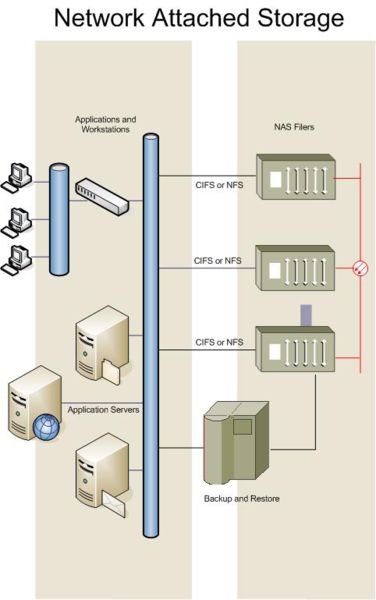 Network Attached Storage
Applications and
Workstations
NAS Filers
CIFS or NFS
CIFS or NFS
CIFS or NFS
Application Servers
Backup and Restore